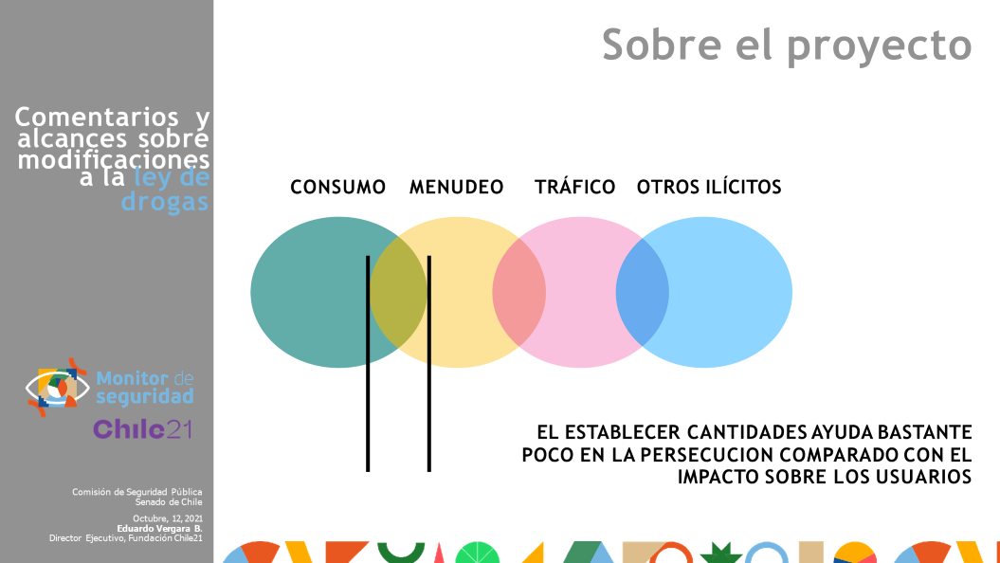 Sobre el proyecto
Comentarios y
alcances sobre
modificaciones
a la ley de
drogas
CONSUMO MENUDEO TRÁFICO OTROS ILÍCITOS
Monitor de
seguridad
Chile21
EL ESTABLECER CANTIDADES AYUDA BASTANTE
POCO EN LA PERSECUCION COMPARADO CON EL
IMPACTO SOBRE LOS USUARIOS
Comisión de Seguridad Pública
Senado de Chile
Octubre, 12, 2021
Eduardo Vergara B.
Director Ejecutivo, Fundación Chile21